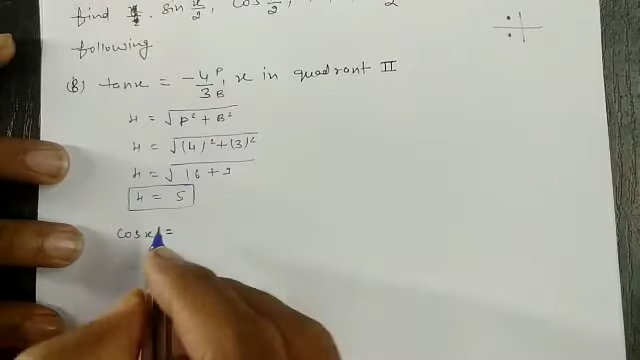 find sin x/2, cos x/2,
following
(8) tan x = -4/3 P/B, x in quadrant II
H = √P² + B²
H = √(4)² + (3)²
H = √16 + 9
H = 5
cos x =